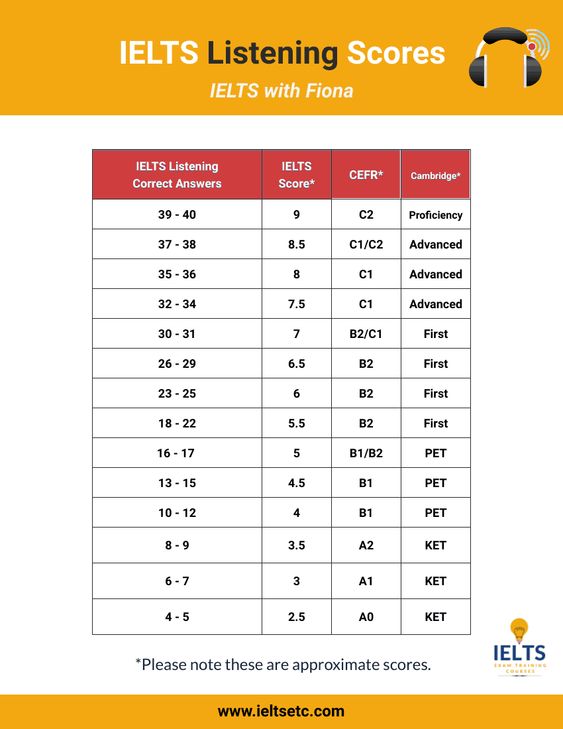 IELTS Listening Scores
IELTS with Fiona
IELTS Listening Correct Answers IELTS Score* CEFR* Cambridge*
39 - 40 9 C2 Proficiency
37 - 38 8.5 C1/C2 Advanced
35 - 36 8 C1 Advanced
32 - 34 7.5 C1 Advanced
30 - 31 7 B2/C1 First
26 - 29 6.5 B2 First
23 - 25 6 B2 First
18 - 22 5.5 B2 First
16 - 17 5 B1/B2 PET
13 - 15 4.5 B1 PET
10 - 12 4 B1 PET
8 - 9 3.5 A2 KET
6 - 7 3 A1 KET
4 - 5 2.5 A0 KET
*Please note these are approximate scores.
IELTS
EXAM TRAINING
COURSES
www.ieltsetc.com